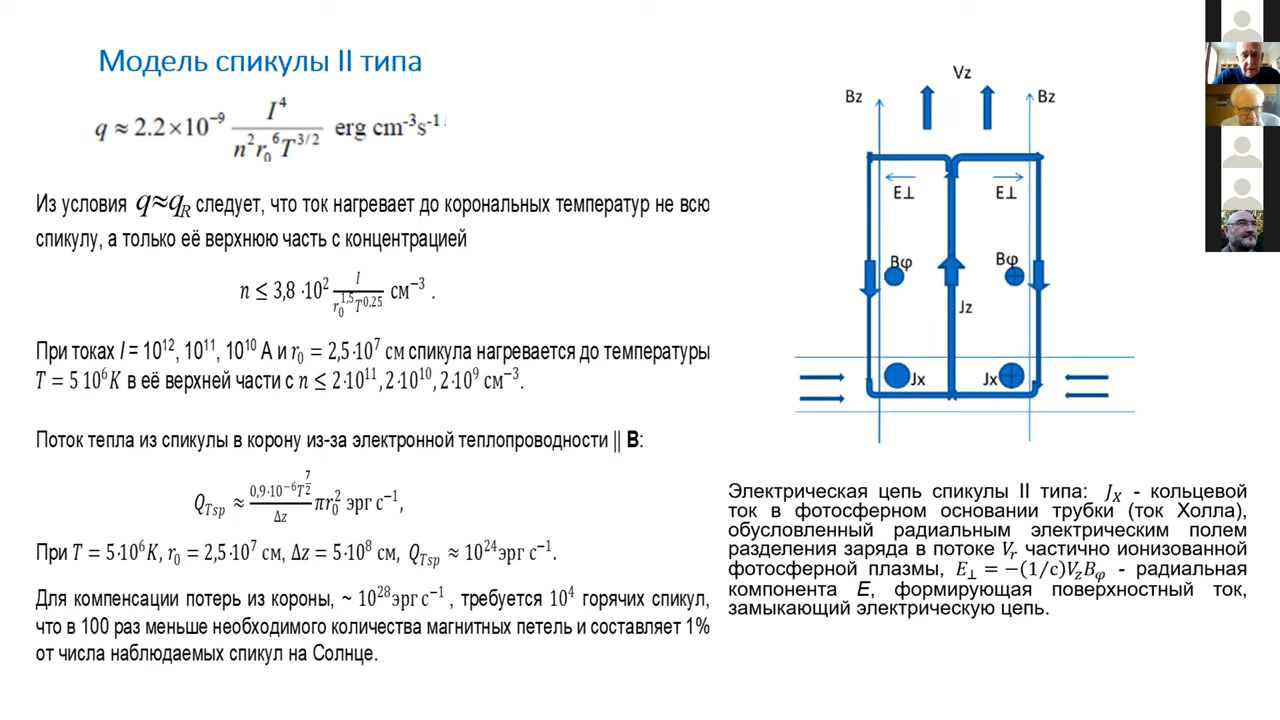 Модель спикулы II типа
q ≈ 2.2×10⁻⁹ I⁴ / (n² r₀⁶ T^{3/2}) erg cm⁻³s⁻¹
Из условия q≈q_R следует, что ток нагревает до корональных температур не всю
спикулу, а только её верхнюю часть с концентрацией
n ≤ 3,8 ·10² I / (r₀^{1,5} T^{0,25}) см⁻³ .
При токах I = 10¹², 10¹¹, 10¹⁰ А и r₀ = 2,5·10⁷ см спикула нагревается до температуры
T = 5 10⁶K в её верхней части с n ≤ 2·10¹¹, 2·10¹⁰, 2·10⁹ см⁻³.
Поток тепла из спикулы в корону из-за электронной теплопроводности || B:
Q_{Tsp} ≈ (0,9·10⁻⁶T^{7/2} / Δz) πr₀² эрг с⁻¹,
При T = 5·10⁶K, r₀ = 2,5·10⁷ см, Δz = 5·10⁸ см, Q_{Tsp} ≈ 10²⁴эрг с⁻¹.
Для компенсации потерь из короны, ~ 10²⁸эрг с⁻¹ , требуется 10⁴ горячих спикул,
что в 100 раз меньше необходимого количества магнитных петель и составляет 1%
от числа наблюдаемых спикул на Солнце.
Vz
Bz Bz
E⊥ E⊥
Bφ Bφ
Jz
Jx Jx
Электрическая цепь спикулы II типа: J_X - кольцевой
ток в фотосферном основании трубки (ток Холла),
обусловленный радиальным электрическим полем
разделения заряда в потоке V_r частично ионизованной
фотосферной плазмы, E_⊥ = −(1/c)V_zB_φ - радиальная
компонента E, формирующая поверхностный ток,
замыкающий электрическую цепь.